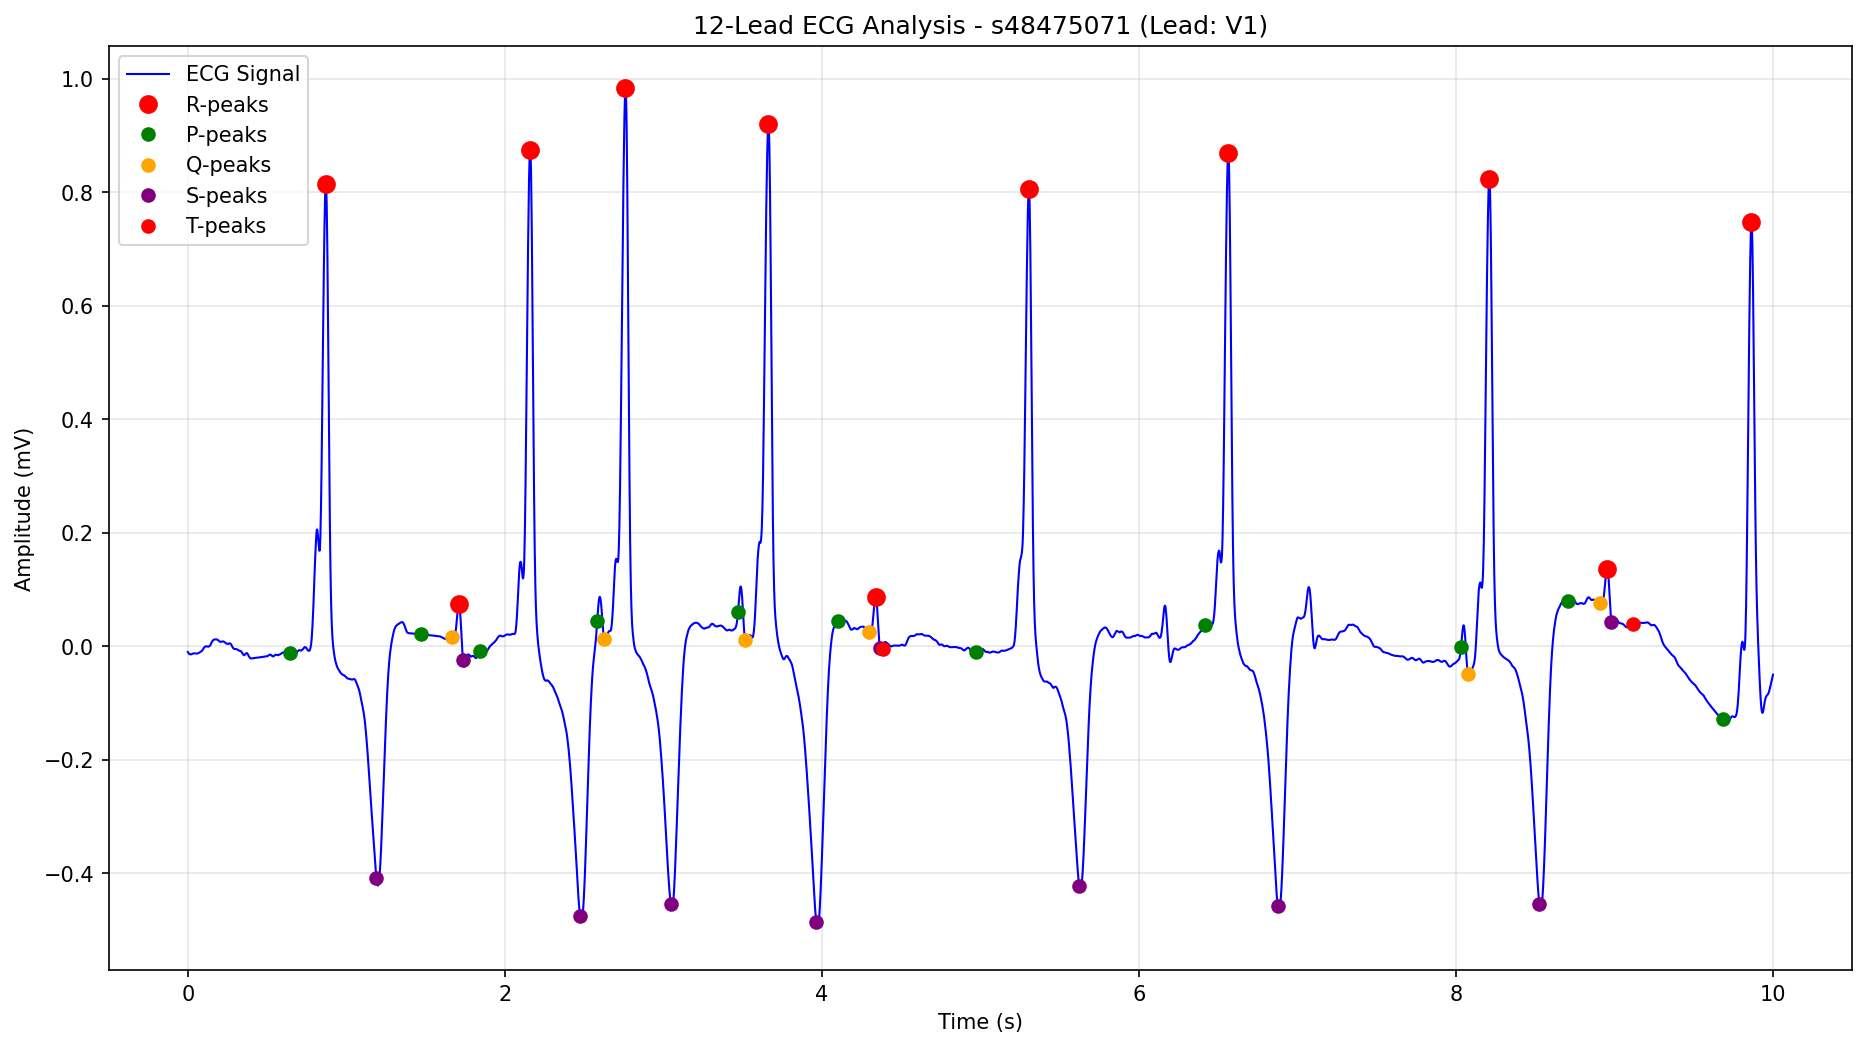 12-Lead ECG Analysis - s48475071 (Lead: V1)
ECG Signal
R-peaks
P-peaks
Q-peaks
S-peaks
T-peaks
Amplitude (mV)
1.0
0.8
0.6
0.4
0.2
0.0
−0.2
−0.4
0 2 4 6 8 10
Time (s)